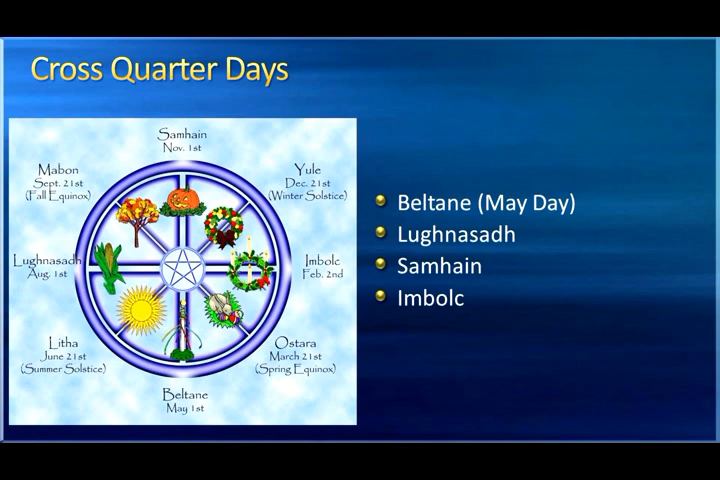 Cross Quarter Days
Samhain
Nov. 1st
Mabon
Sept. 21st
(Fall Equinox)
Yule
Dec. 21st
(Winter Solstice)
Lughnasadh
Aug. 1st
Imbolc
Feb. 2nd
Litha
June 21st
(Summer Solstice)
Ostara
March 21st
(Spring Equinox)
Beltane
May 1st
Beltane (May Day)
Lughnasadh
Samhain
Imbolc